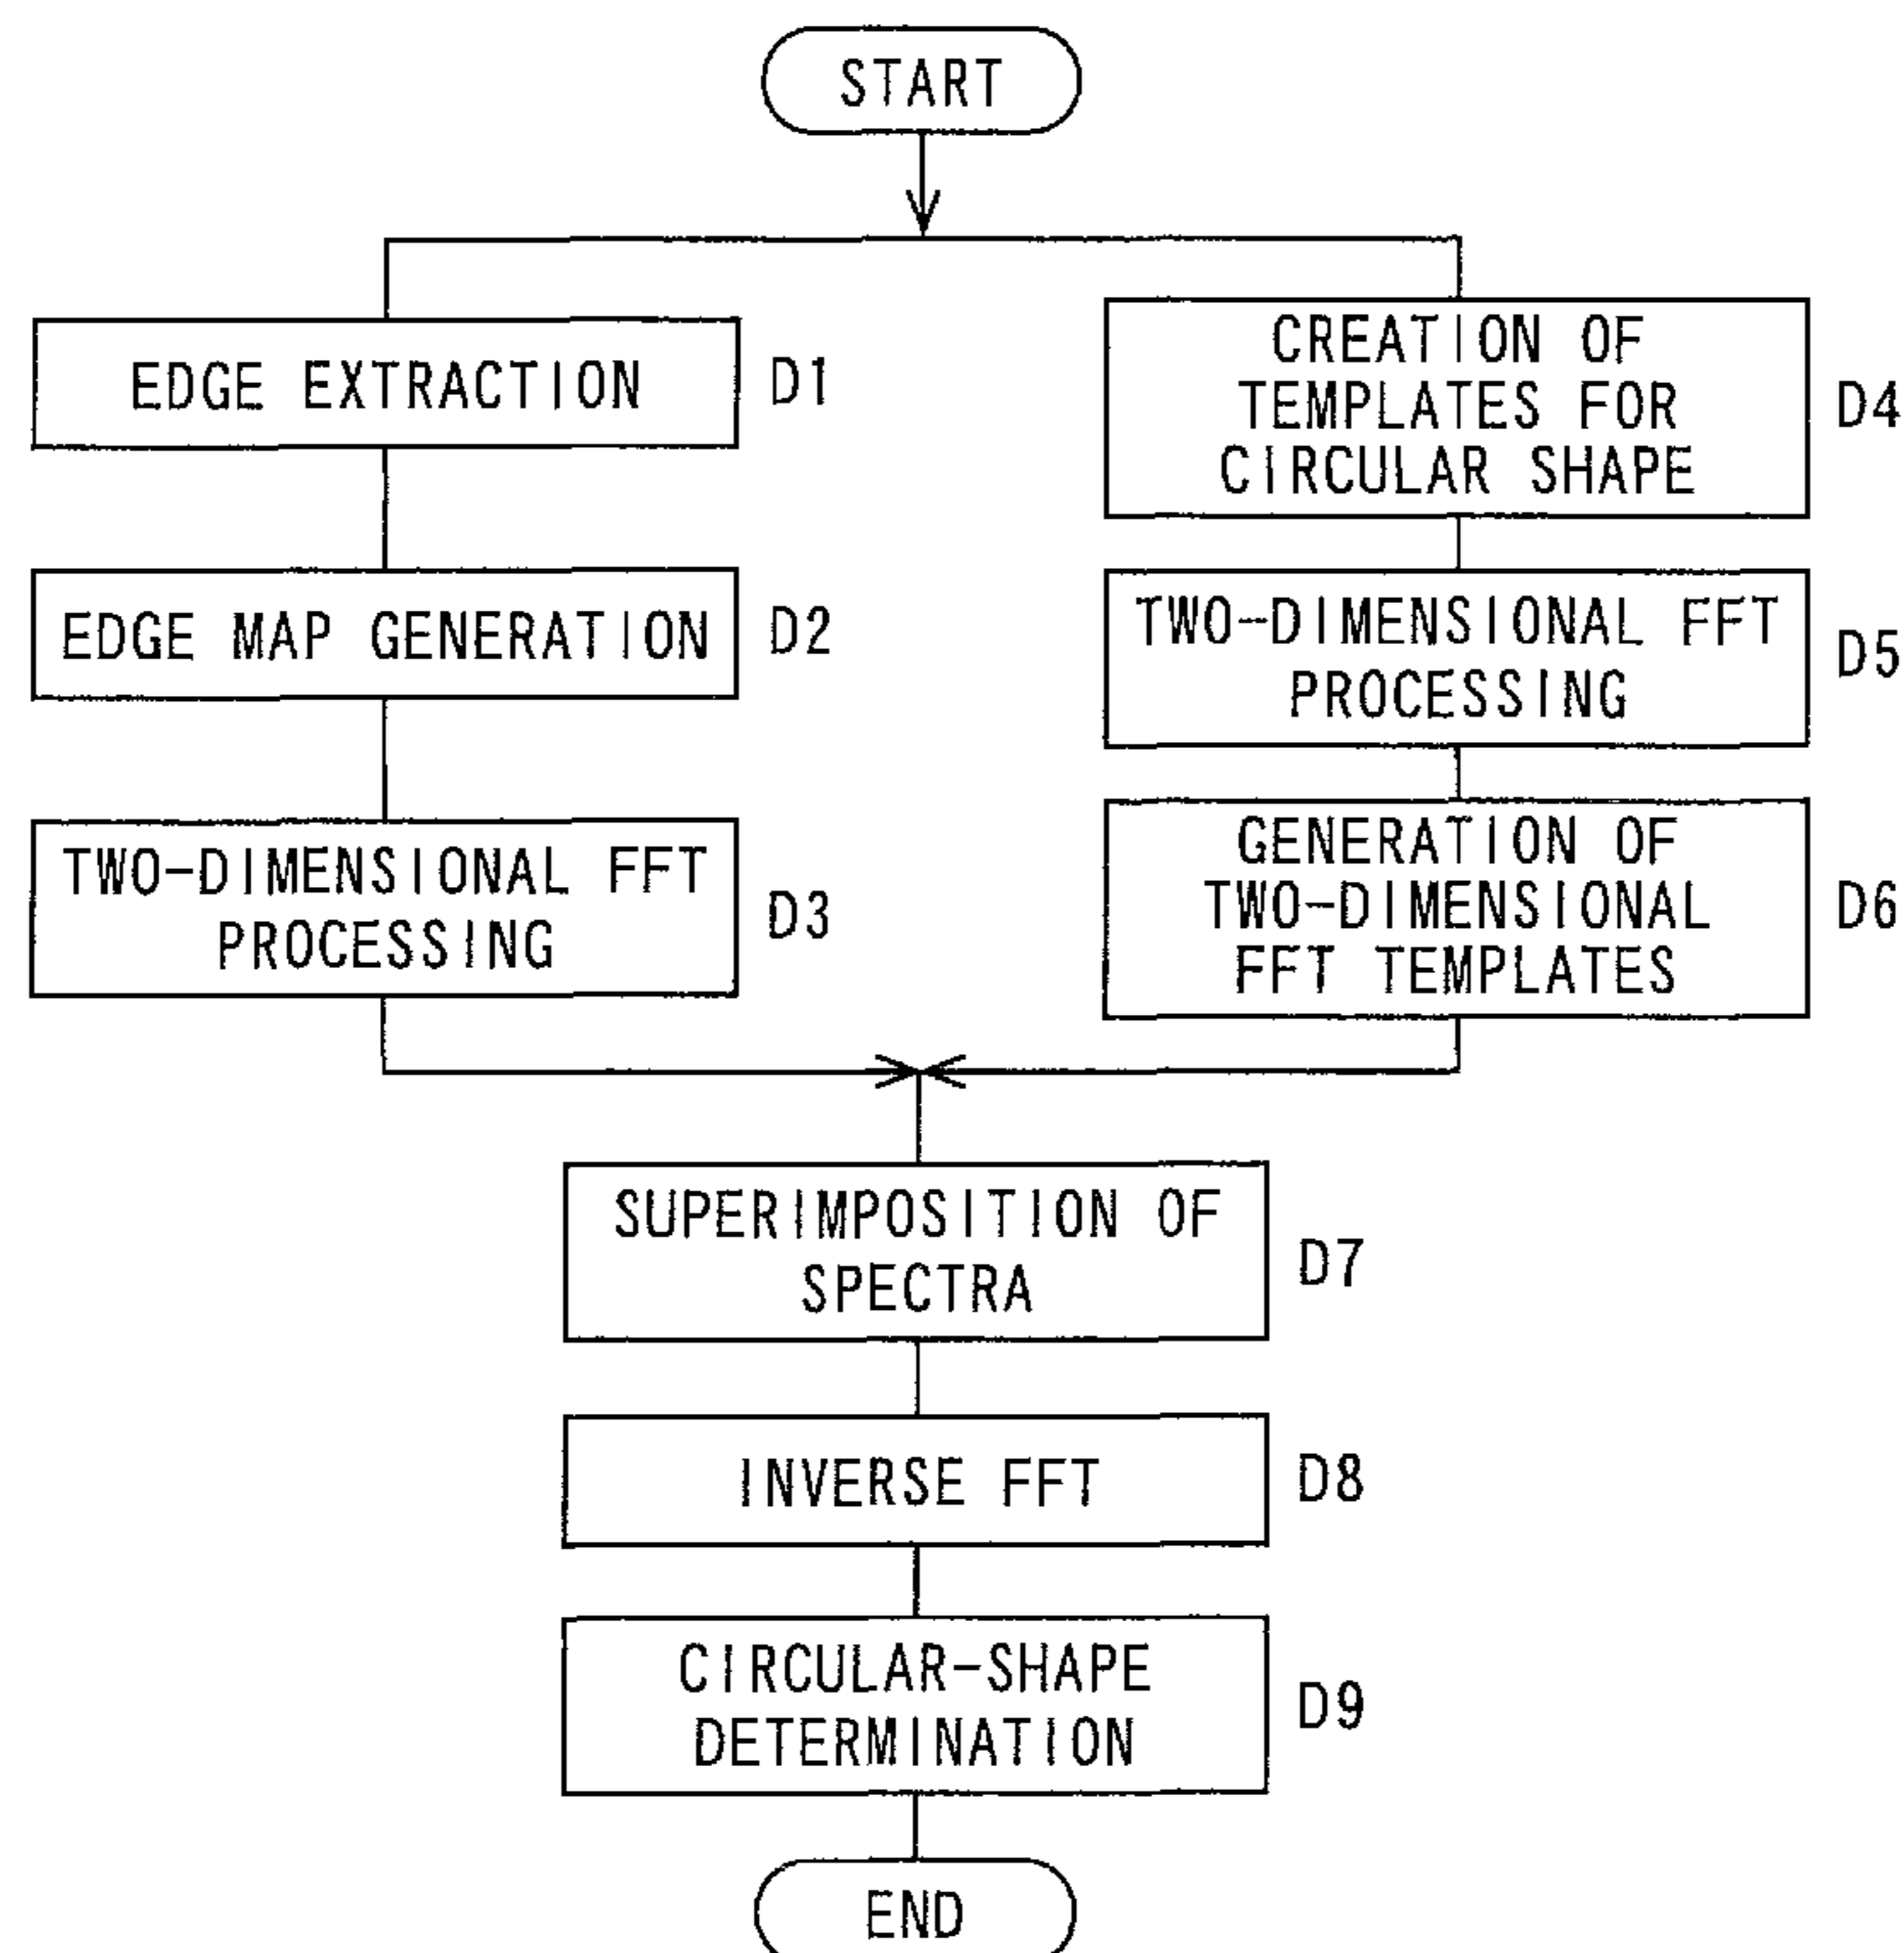 START
EDGE EXTRACTION
D1
EDGE MAP GENERATION
D2
TWO-DIMENSIONAL FFT
PROCESSING
D3
CREATION OF
TEMPLATES FOR
CIRCULAR SHAPE
D4
TWO-DIMENSIONAL FFT
PROCESSING
D5
GENERATION OF
TWO-DIMENSIONAL
FFT TEMPLATES
D6
SUPERIMPOSITION OF
SPECTRA
D7
INVERSE FFT
D8
CIRCULAR-SHAPE
DETERMINATION
D9
END